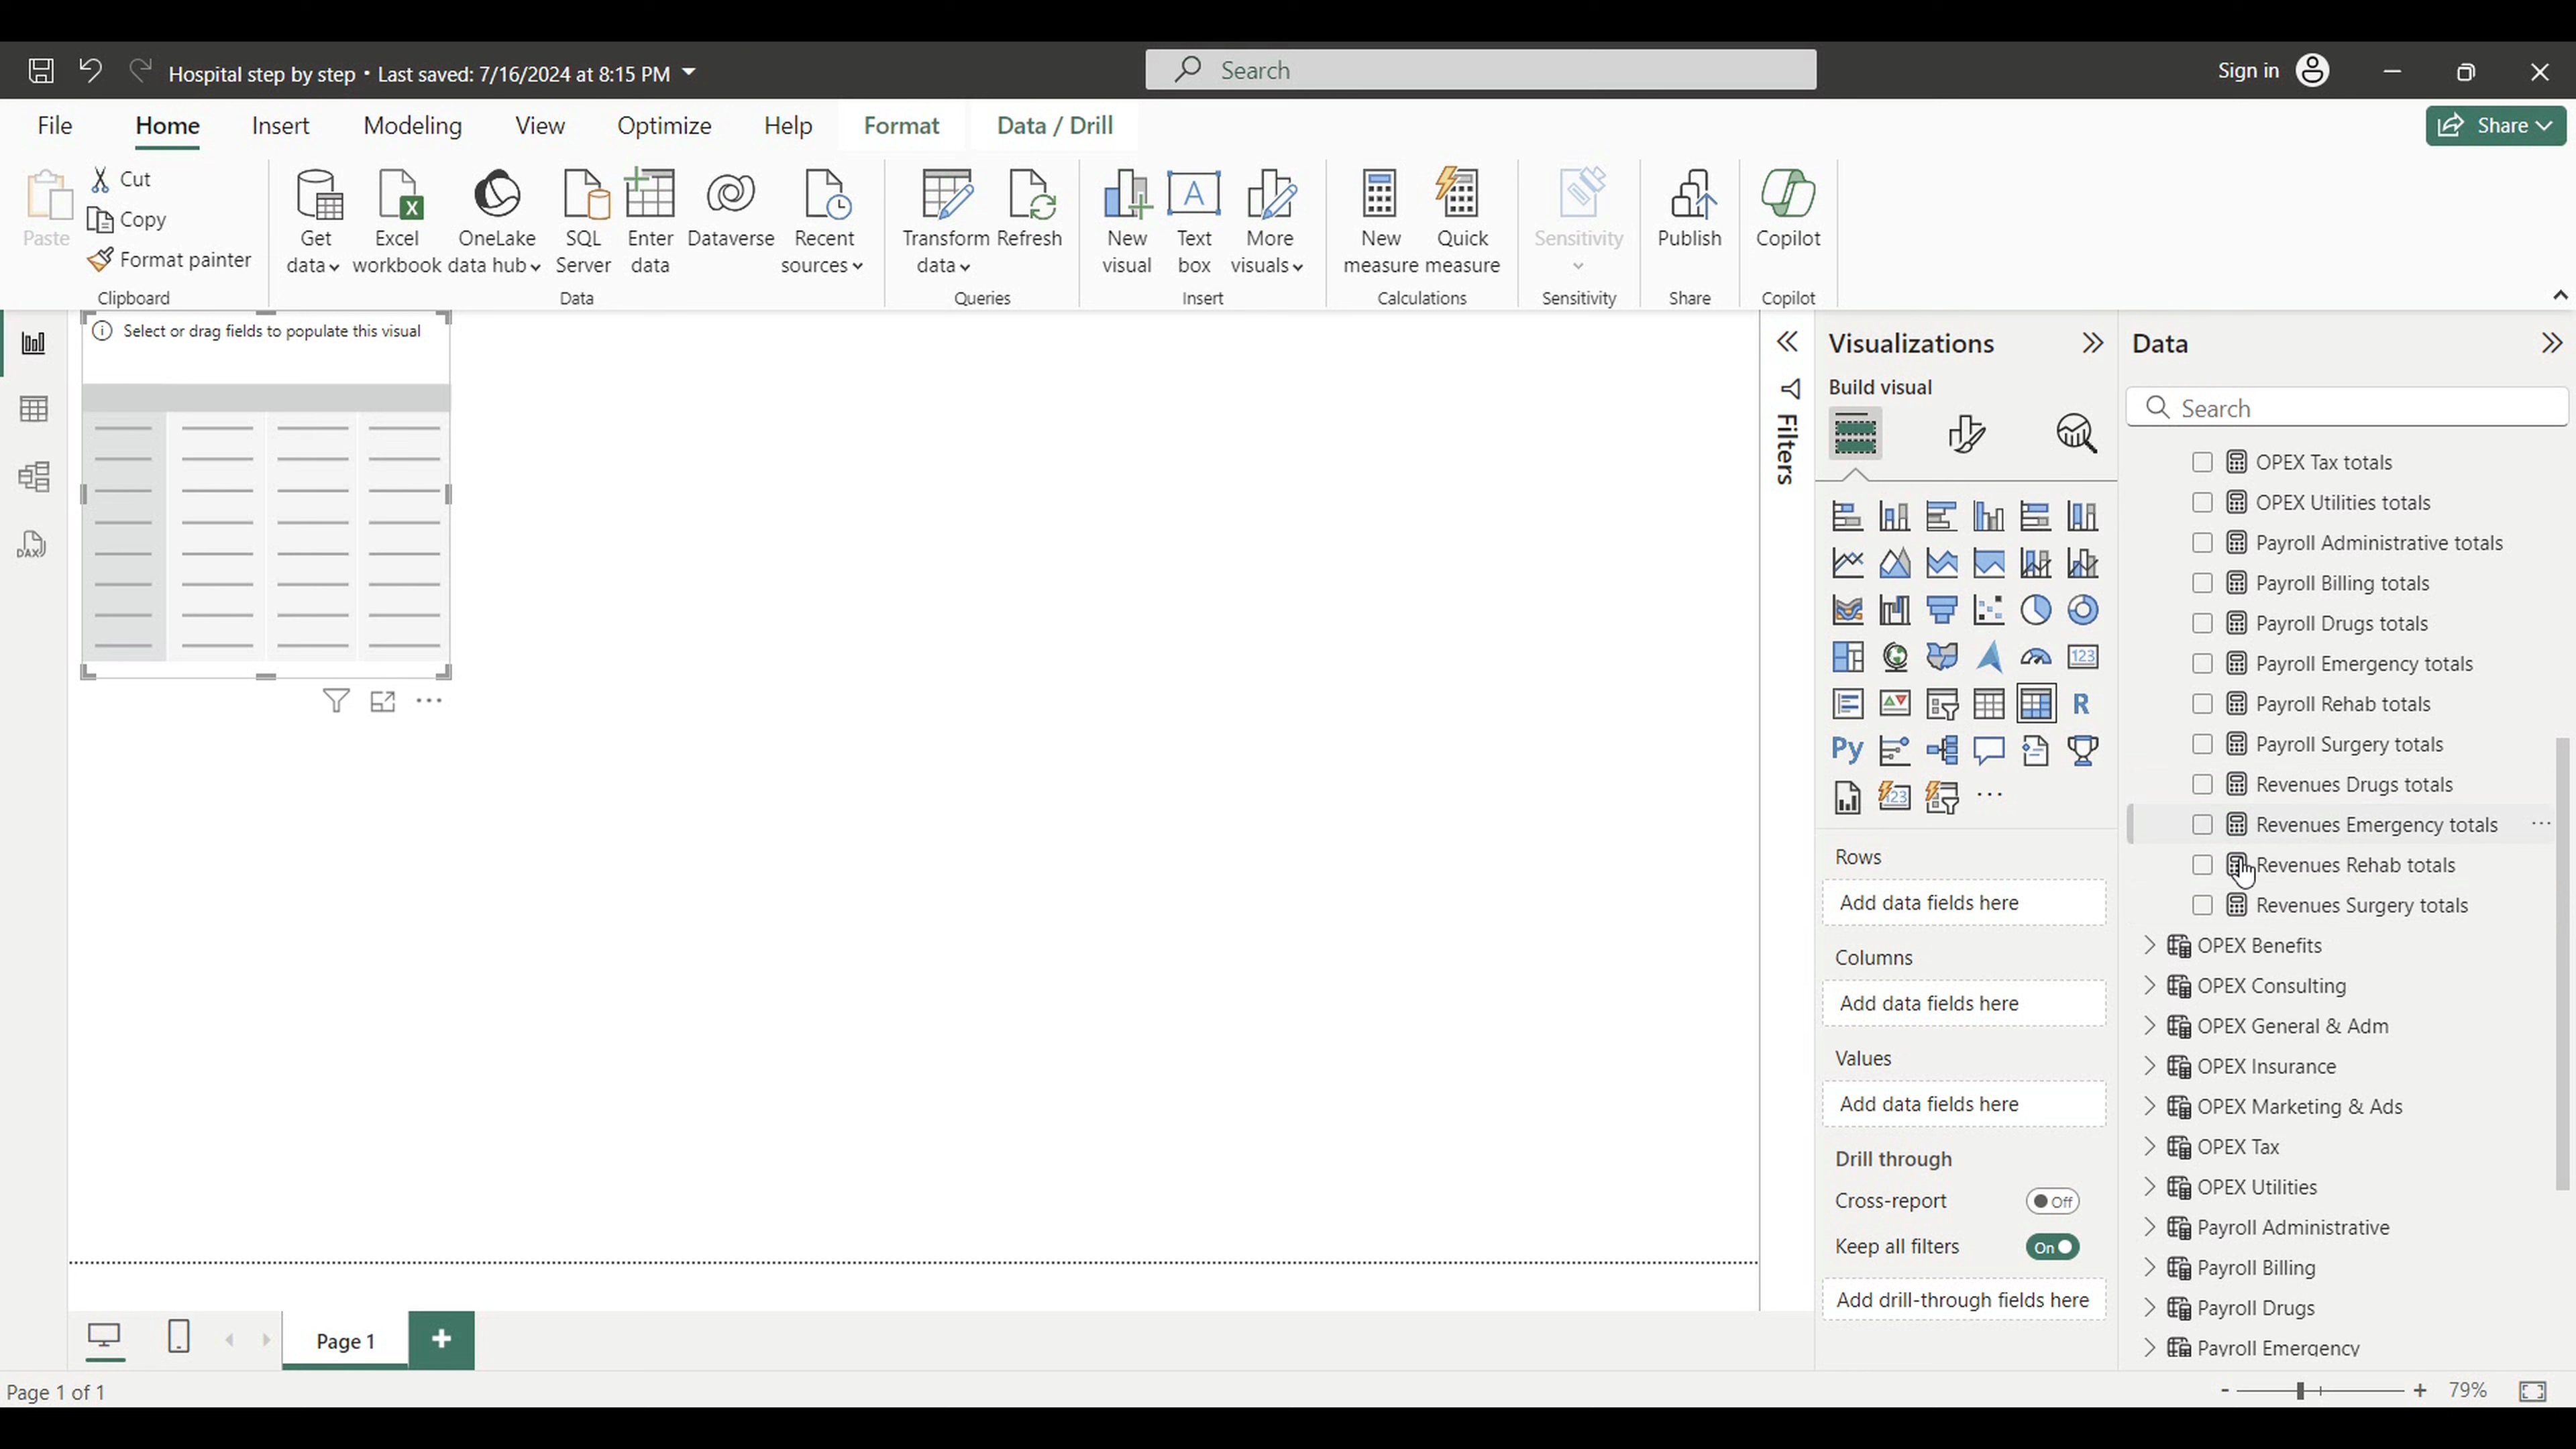 Hospital step by step • Last saved: 7/16/2024 at 8:15 PM
Search
Sign in
File
Home
Insert
Modeling
View
Optimize
Help
Format
Data / Drill
Share
Paste
Cut
Copy
Format painter
Clipboard
Get data
Excel workbook
OneLake data hub
SQL Server
Enter data
Dataverse
Recent sources
Data
Transform data
Refresh
Queries
New visual
Text box
More visuals
Insert
New measure
Quick measure
Calculations
Sensitivity
Sensitivity
Publish
Share
Copilot
Copilot
DAX
Select or drag fields to populate this visual
Filters
Visualizations
Build visual
123
R
Py
123
Rows
Add data fields here
Columns
Add data fields here
Values
Add data fields here
Drill through
Cross-report
Off
Keep all filters
On
Add drill-through fields here
Data
Search
OPEX Tax totals
OPEX Utilities totals
Payroll Administrative totals
Payroll Billing totals
Payroll Drugs totals
Payroll Emergency totals
Payroll Rehab totals
Payroll Surgery totals
Revenues Drugs totals
Revenues Emergency totals
Revenues Rehab totals
Revenues Surgery totals
OPEX Benefits
OPEX Consulting
OPEX General & Adm
OPEX Insurance
OPEX Marketing & Ads
OPEX Tax
OPEX Utilities
Payroll Administrative
Payroll Billing
Payroll Drugs
Payroll Emergency
Page 1
Page 1 of 1
- + 79%